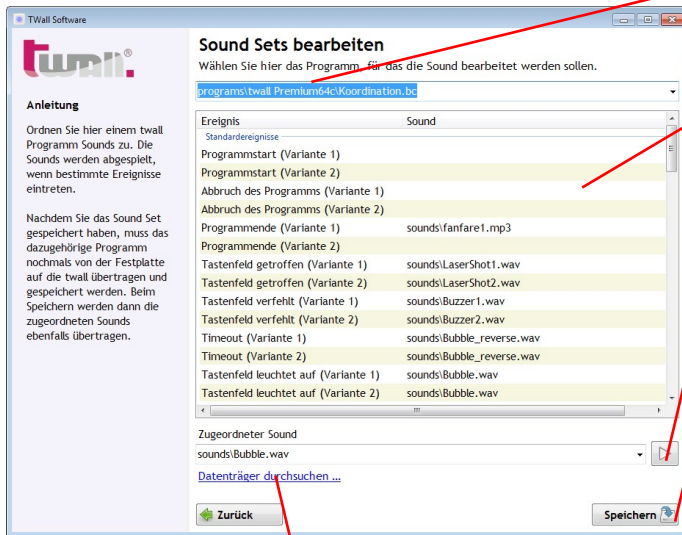 TWall Software
twall®
Anleitung
Ordnen Sie hier einem twall
Programm Sounds zu. Die
Sounds werden abgespielt,
wenn bestimmte Ereignisse
eintreten.
Nachdem Sie das Sound Set
gespeichert haben, muss das
dazugehörige Programm
nochmals von der Festplatte
auf die twall übertragen und
gespeichert werden. Beim
Speichern werden dann die
zugeordneten Sounds
ebenfalls übertragen.
Sound Sets bearbeiten
Wählen Sie hier das Programm, für das die Sound bearbeitet werden sollen.
programs\twall Premium64c\Koordination.bc
Ereignis Sound
Standardereignisse
Programmstart (Variante 1)
Programmstart (Variante 2)
Abbruch des Programms (Variante 1)
Abbruch des Programms (Variante 2)
Programmende (Variante 1) sounds\fanfare1.mp3
Programmende (Variante 2)
Tastenfeld getroffen (Variante 1) sounds\LaserShot1.wav
Tastenfeld getroffen (Variante 2) sounds\LaserShot2.wav
Tastenfeld verfehlt (Variante 1) sounds\Buzzer1.wav
Tastenfeld verfehlt (Variante 2) sounds\Buzzer2.wav
Timeout (Variante 1) sounds\Bubble_reverse.wav
Timeout (Variante 2) sounds\Bubble_reverse.wav
Tastenfeld leuchtet auf (Variante 1) sounds\Bubble.wav
Tastenfeld leuchtet auf (Variante 2) sounds\Bubble.wav
Zugeordneter Sound
sounds\Bubble.wav
Datenträger durchsuchen ...
Zurück
Speichern